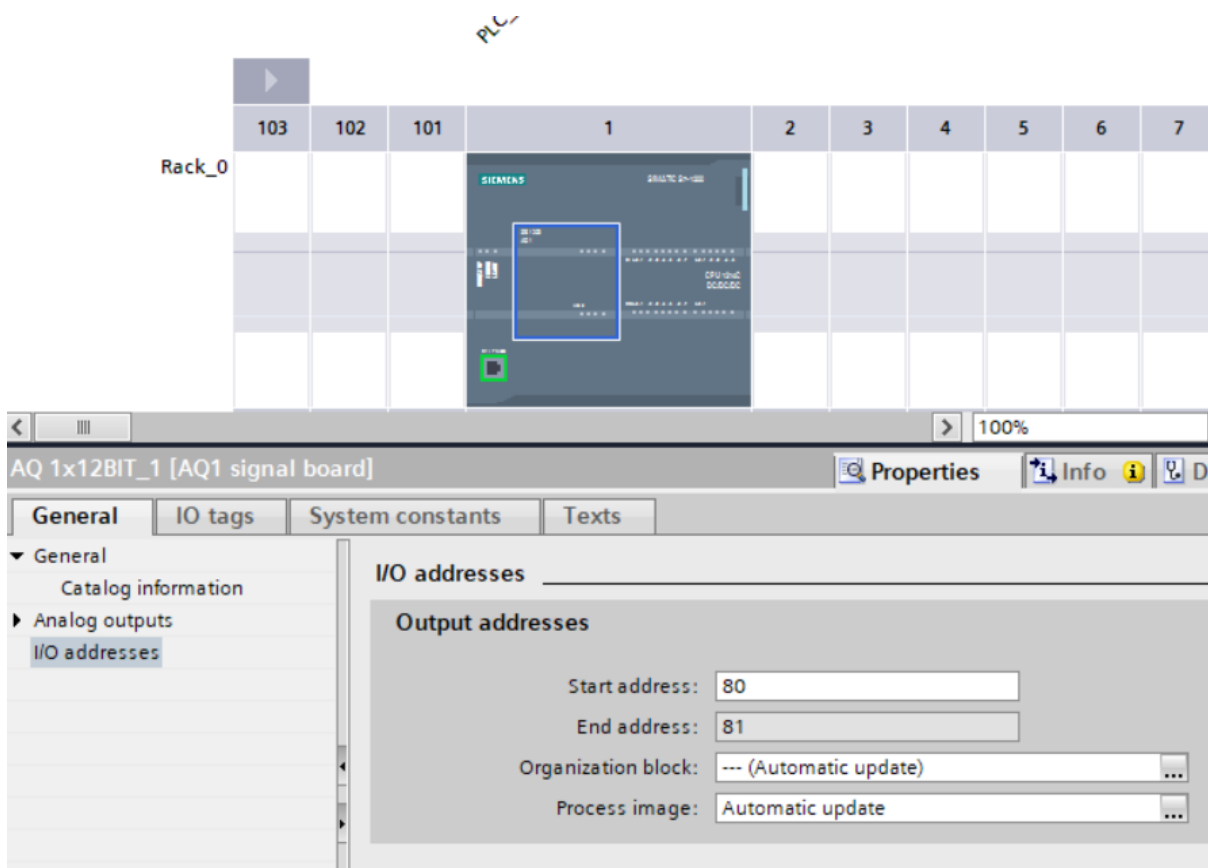 PLC_
103 102 101 1 2 3 4 5 6 7
Rack_0
SIEMENS
100%
AQ 1x12BIT_1 [AQ1 signal board] Properties Info D
General IO tags System constants Texts
General
Catalog information
Analog outputs
I/O addresses
I/O addresses
Output addresses
Start address: 80
End address: 81
Organization block: --- (Automatic update) ...
Process image: Automatic update ...